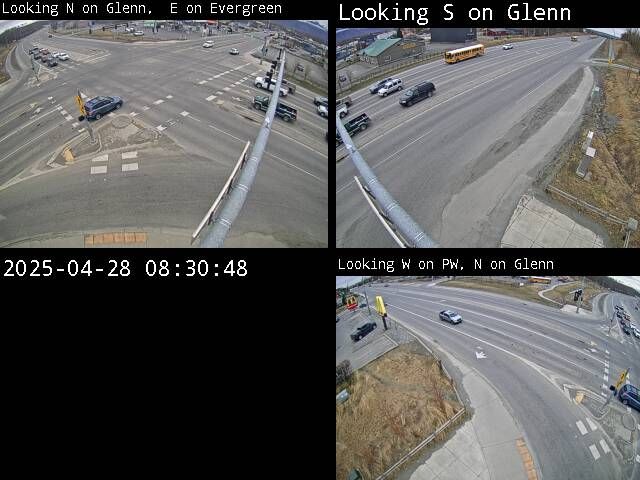 Looking N on Glenn,  E on Evergreen
Looking S on Glenn
2025-04-28 08:30:48
Looking W on PW, N on Glenn